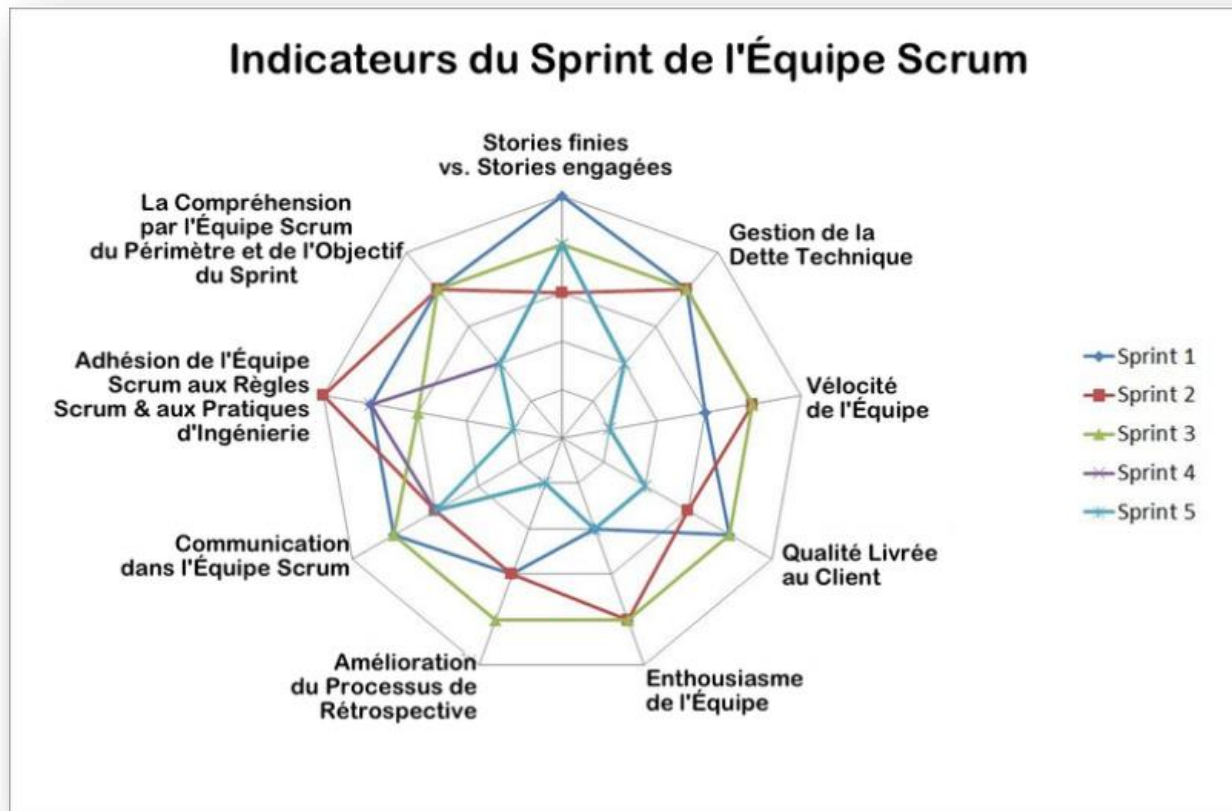 Indicateurs du Sprint de l'Équipe Scrum
Stories finies
vs. Stories engagées
La Compréhension
par l'Équipe Scrum
du Périmètre et de l'Objectif
du Sprint
Gestion de la
Dette Technique
Adhésion de l'Équipe
Scrum aux Règles
Scrum & aux Pratiques
d'Ingénierie
Vélocité
de l'Équipe
Communication
dans l'Équipe Scrum
Qualité Livrée
au Client
Amélioration
du Processus de
Rétrospective
Enthousiasme
de l'Équipe
Sprint 1
Sprint 2
Sprint 3
Sprint 4
Sprint 5